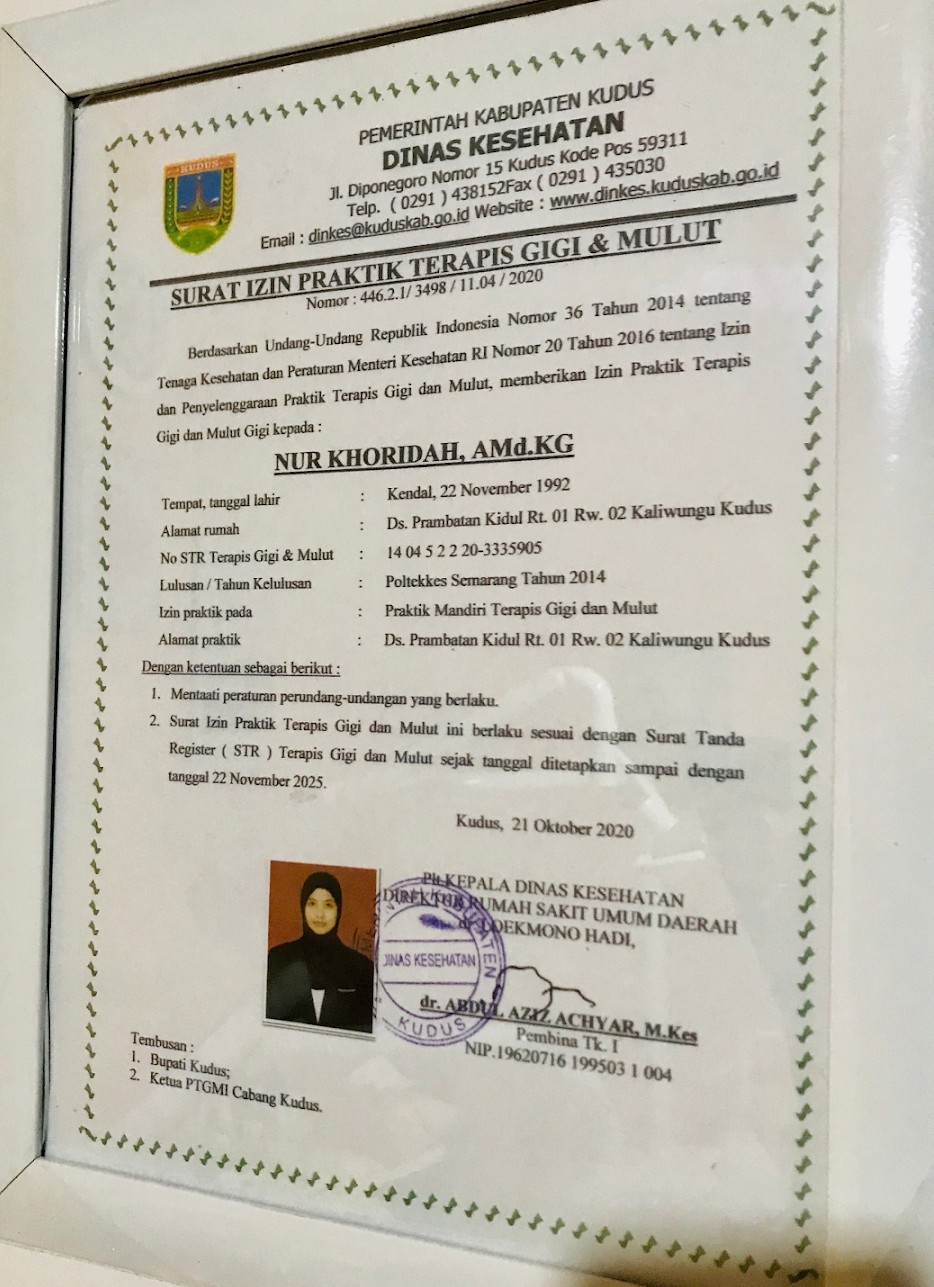 KUDUS
PEMERINTAH KABUPATEN KUDUS
DINAS KESEHATAN
Jl. Diponegoro Nomor 15 Kudus Kode Pos 59311
Telp. ( 0291 ) 438152Fax ( 0291 ) 435030
Email : dinkes@kuduskab.go.id Website : www.dinkes.kuduskab.go.id
SURAT IZIN PRAKTIK TERAPIS GIGI & MULUT
Nomor : 446.2.1/ 3498 / 11.04 / 2020
Berdasarkan Undang-Undang Republik Indonesia Nomor 36 Tahun 2014 tentang
Tenaga Kesehatan dan Peraturan Menteri Kesehatan RI Nomor 20 Tahun 2016 tentang Izin
dan Penyelenggaraan Praktik Terapis Gigi dan Mulut, memberikan Izin Praktik Terapis
Gigi dan Mulut Gigi kepada :
NUR KHORIDAH, AMd.KG
Tempat, tanggal lahir : Kendal, 22 November 1992
Alamat rumah : Ds. Prambatan Kidul Rt. 01 Rw. 02 Kaliwungu Kudus
No STR Terapis Gigi & Mulut : 14 04 5 2 2 20-3335905
Lulusan / Tahun Kelulusan : Poltekkes Semarang Tahun 2014
Izin praktik pada : Praktik Mandiri Terapis Gigi dan Mulut
Alamat praktik : Ds. Prambatan Kidul Rt. 01 Rw. 02 Kaliwungu Kudus
Dengan ketentuan sebagai berikut :
1. Mentaati peraturan perundang-undangan yang berlaku.
2. Surat Izin Praktik Terapis Gigi dan Mulut ini berlaku sesuai dengan Surat Tanda
Register ( STR ) Terapis Gigi dan Mulut sejak tanggal ditetapkan sampai dengan
tanggal 22 November 2025.
Kudus, 21 Oktober 2020
Plt.KEPALA DINAS KESEHATAN
DIREKTUR RUMAH SAKIT UMUM DAERAH
dr. LOEKMONO HADI,
DINAS KESEHATAN
KUDUS
dr. ABDUL AZIZ ACHYAR, M.Kes
Pembina Tk. I
NIP.19620716 199503 1 004
Tembusan :
1. Bupati Kudus;
2. Ketua PTGMI Cabang Kudus.